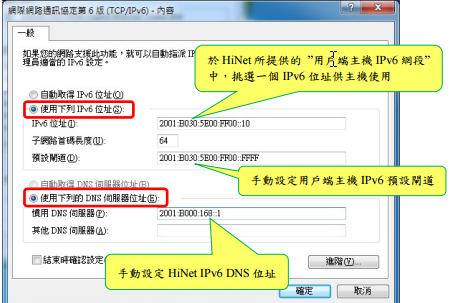 網際網路通訊協定第 6 版 (TCP/IPv6) - 內容
一般
如果您的網路支援此功能，就可以自動指派 IP
理員適當的 IPv6 設定。
於 HiNet 所提供的 ”用戶端主機 IPv6 網段”
中，挑選一個 IPv6 位址供主機使用
自動取得 IPv6 位址(O)
使用下列 IPv6 位址(S):
IPv6 位址(I):
2001:B030:5E00:FF00::10
子網路首碼長度(U):
64
預設閘道(D):
2001:B030:5E00:FF00::FFFF
手動設定用戶端主機 IPv6 預設閘道
自動取得 DNS 伺服器位址(B)
使用下列的 DNS 伺服器位址(E):
慣用 DNS 伺服器(P):
2001:B000:168::1
其他 DNS 伺服器(A):
結束時確認設定
進階(V)...
手動設定 HiNet IPv6 DNS 位址
確定
取消